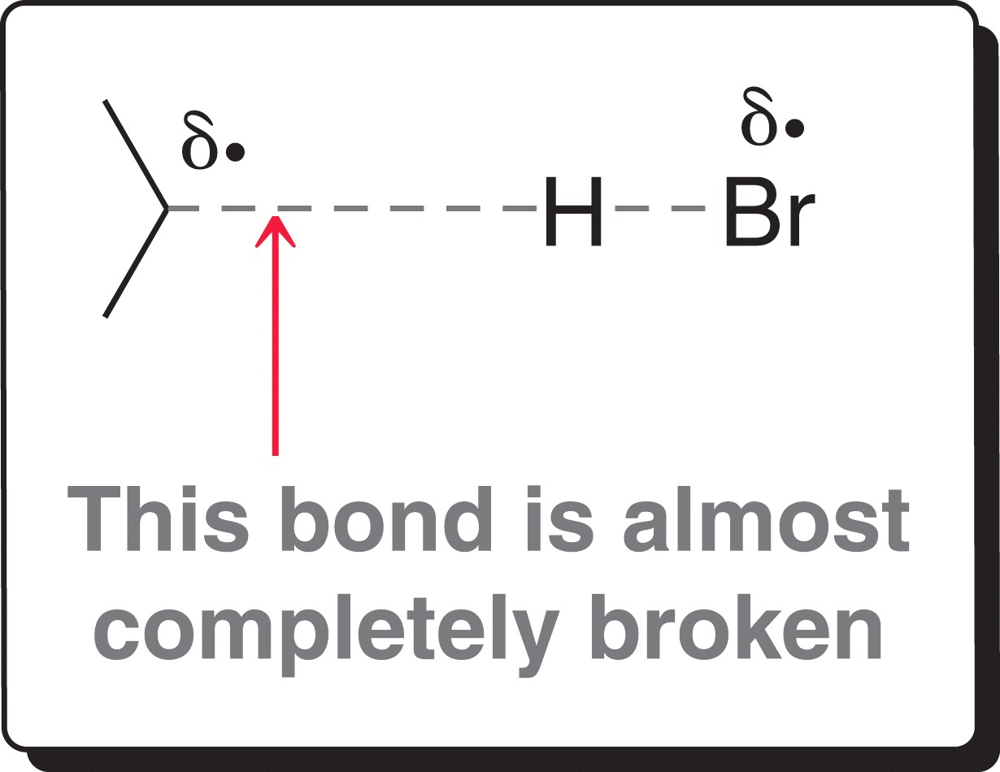 δ• δ•
H Br
This bond is almost
completely broken